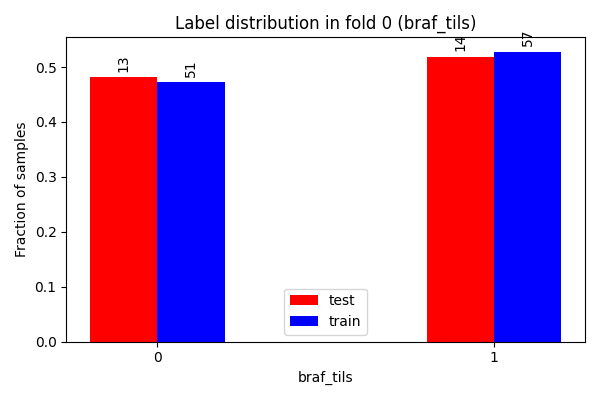 Label distribution in fold 0 (braf_tils)
13
51
14
57
0.5
0.4
0.3
0.2
0.1
0.0
Fraction of samples
test
train
0
1
braf_tils